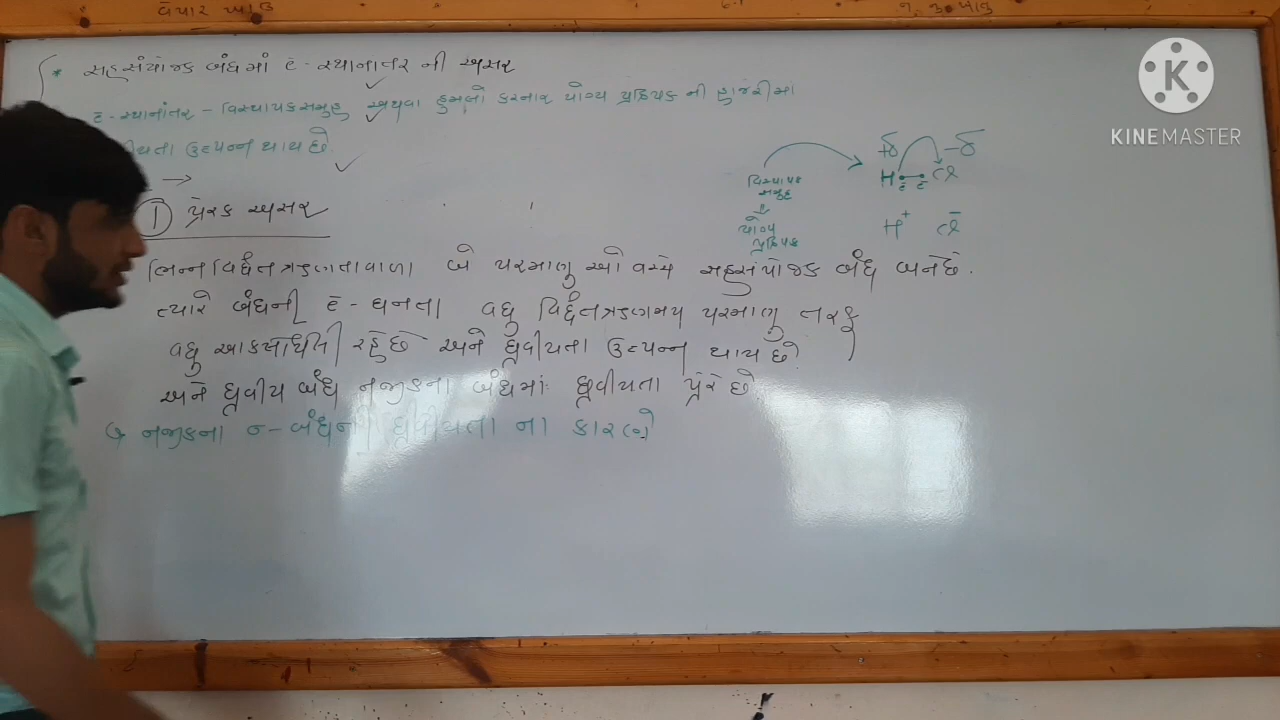 * સહસંયોજક બંધમાં ē - સ્થાનાંતર ની અસર
ē - સ્થાનાંતર - વિસ્થાપક સમુહ અથવા હુમલો કરનાર યોગ્ય પ્રક્રિયક ની હાજરીમાં
ઉત્પન્ન થાય છે.
→
① પ્રેરક અસર
+δ -δ
H ē ē Cl
વિસ્થાપક
સમુહ
યોગ્ય
પ્રક્રિયક
H⁺ Cl⁻
ભિન્ન વિદ્યુતઋણતાવાળા બે પરમાણુઓ વચ્ચે સહસંયોજક બંધ બને છે.
ત્યારે બંધની ē - ઘનતા વધુ વિદ્યુતઋણમય પરમાણુ તરફ
વધુ રહે છે અને ધ્રુવીયતા ઉત્પન્ન થાય છે.
અને ધ્રુવીય બંધ નજીકના બંધમાં ધ્રુવીયતા પ્રેરે છે.
↳ નજીકના σ - બંધની ધ્રુવીયતા ના કારણે
KINEMASTER